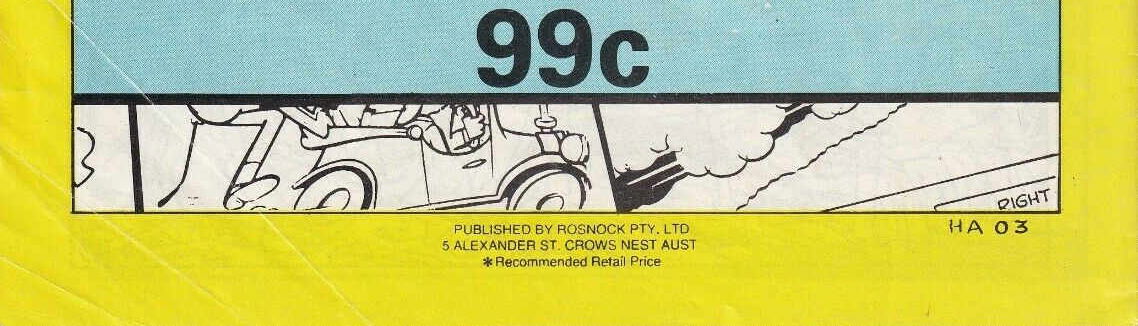 99c
RIGHT
HA 03
PUBLISHED BY ROSNOCK PTY. LTD
5 ALEXANDER ST. CROWS NEST AUST
* Recommended Retail Price